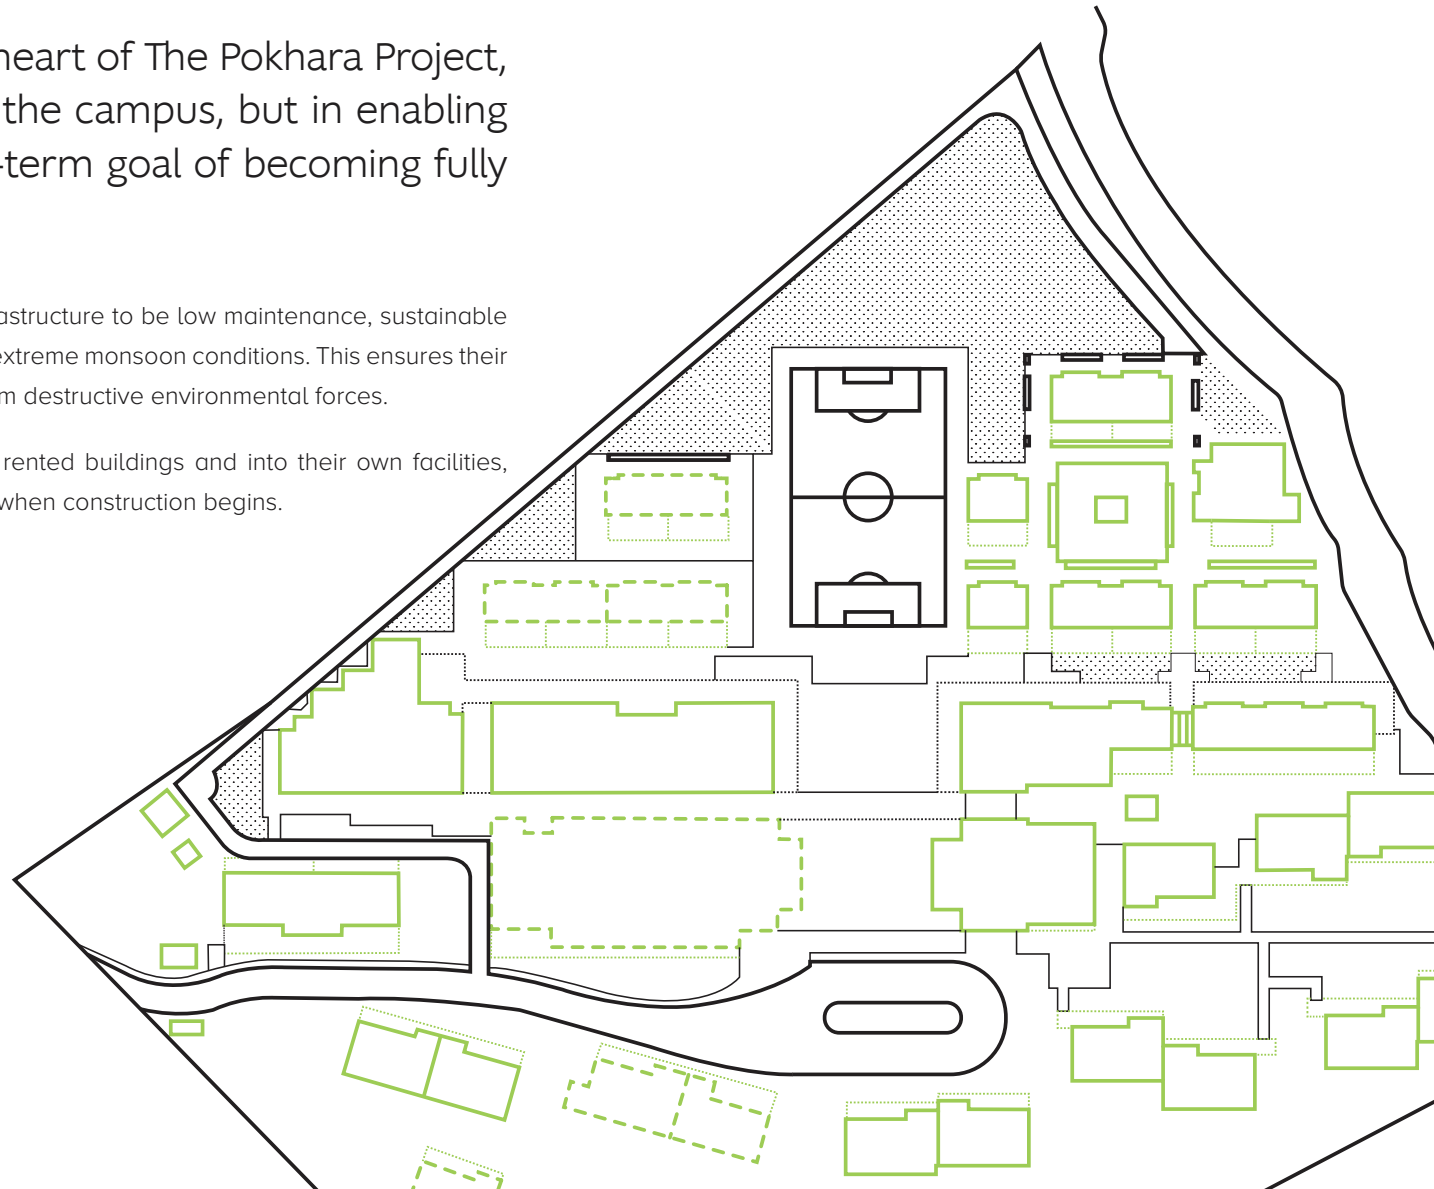 heart of The Pokhara Project,
the campus, but in enabling
-term goal of becoming fully
astructure to be low maintenance, sustainable
extreme monsoon conditions. This ensures their
m destructive environmental forces.
rented buildings and into their own facilities,
when construction begins.